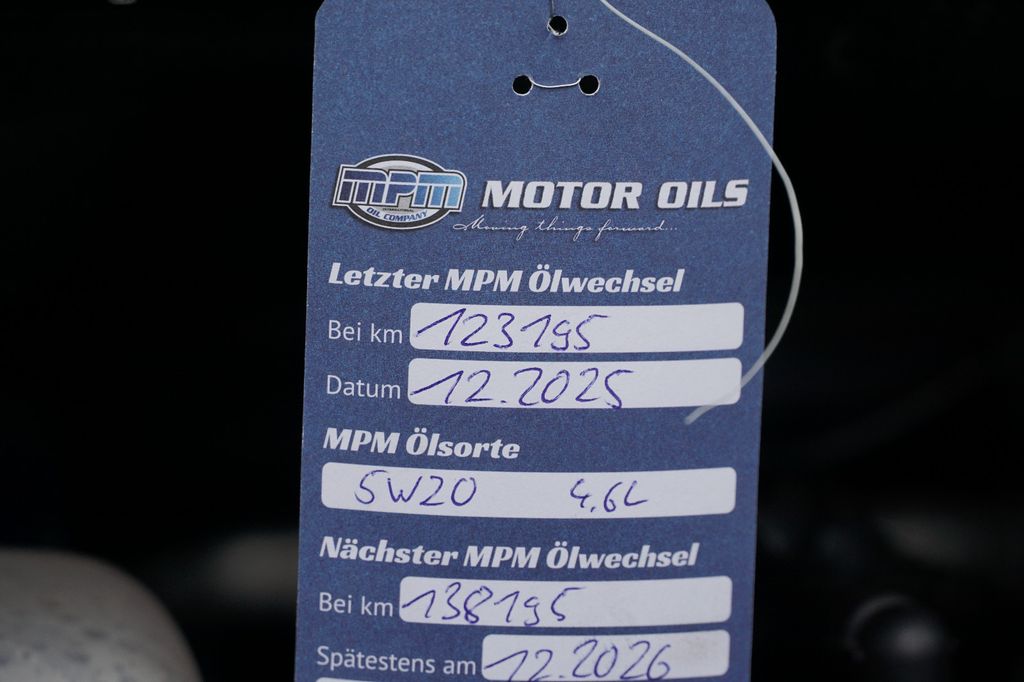 MPM
INTERNATIONAL
OIL COMPANY
MOTOR OILS
Moving things forward...
Letzter MPM Ölwechsel
Bei km 123195
Datum 12.2025
MPM Ölsorte
5W20 4,6L
Nächster MPM Ölwechsel
Bei km 138195
Spätestens am 12.2026